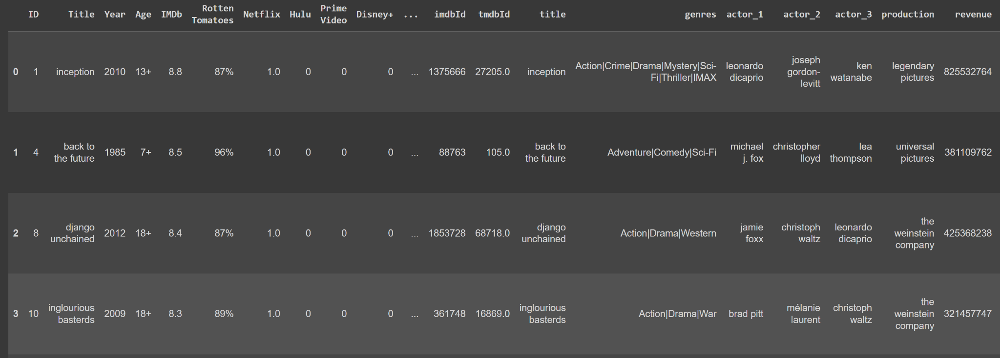 ID Title Year Age IMDb Rotten Tomatoes Netflix Hulu Prime Video Disney+ ... imdbId tmdbId title genres actor_1 actor_2 actor_3 production revenue
0 1 inception 2010 13+ 8.8 87% 1.0 0 0 0 ... 1375666 27205.0 inception Action|Crime|Drama|Mystery|Sci-Fi|Thriller|IMAX leonardo dicaprio joseph gordon-levitt ken watanabe legendary pictures 825532764
1 4 back to the future 1985 7+ 8.5 96% 1.0 0 0 0 ... 88763 105.0 back to the future Adventure|Comedy|Sci-Fi michael j. fox christopher lloyd lea thompson universal pictures 381109762
2 8 django unchained 2012 18+ 8.4 87% 1.0 0 0 0 ... 1853728 68718.0 django unchained Action|Drama|Western jamie foxx christoph waltz leonardo dicaprio the weinstein company 425368238
3 10 inglourious basterds 2009 18+ 8.3 89% 1.0 0 0 0 ... 361748 16869.0 inglourious basterds Action|Drama|War brad pitt mélanie laurent christoph waltz the weinstein company 321457747